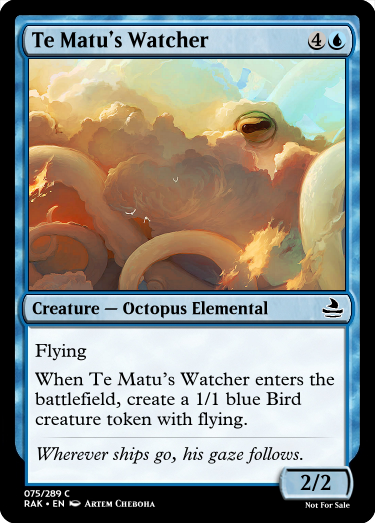 Te Matu's Watcher 4
Creature — Octopus Elemental
Flying
When Te Matu's Watcher enters the
battlefield, create a 1/1 blue Bird
creature token with flying.
Wherever ships go, his gaze follows.
2/2
075/289 C
RAK • EN Artem Cheboha
Not For Sale